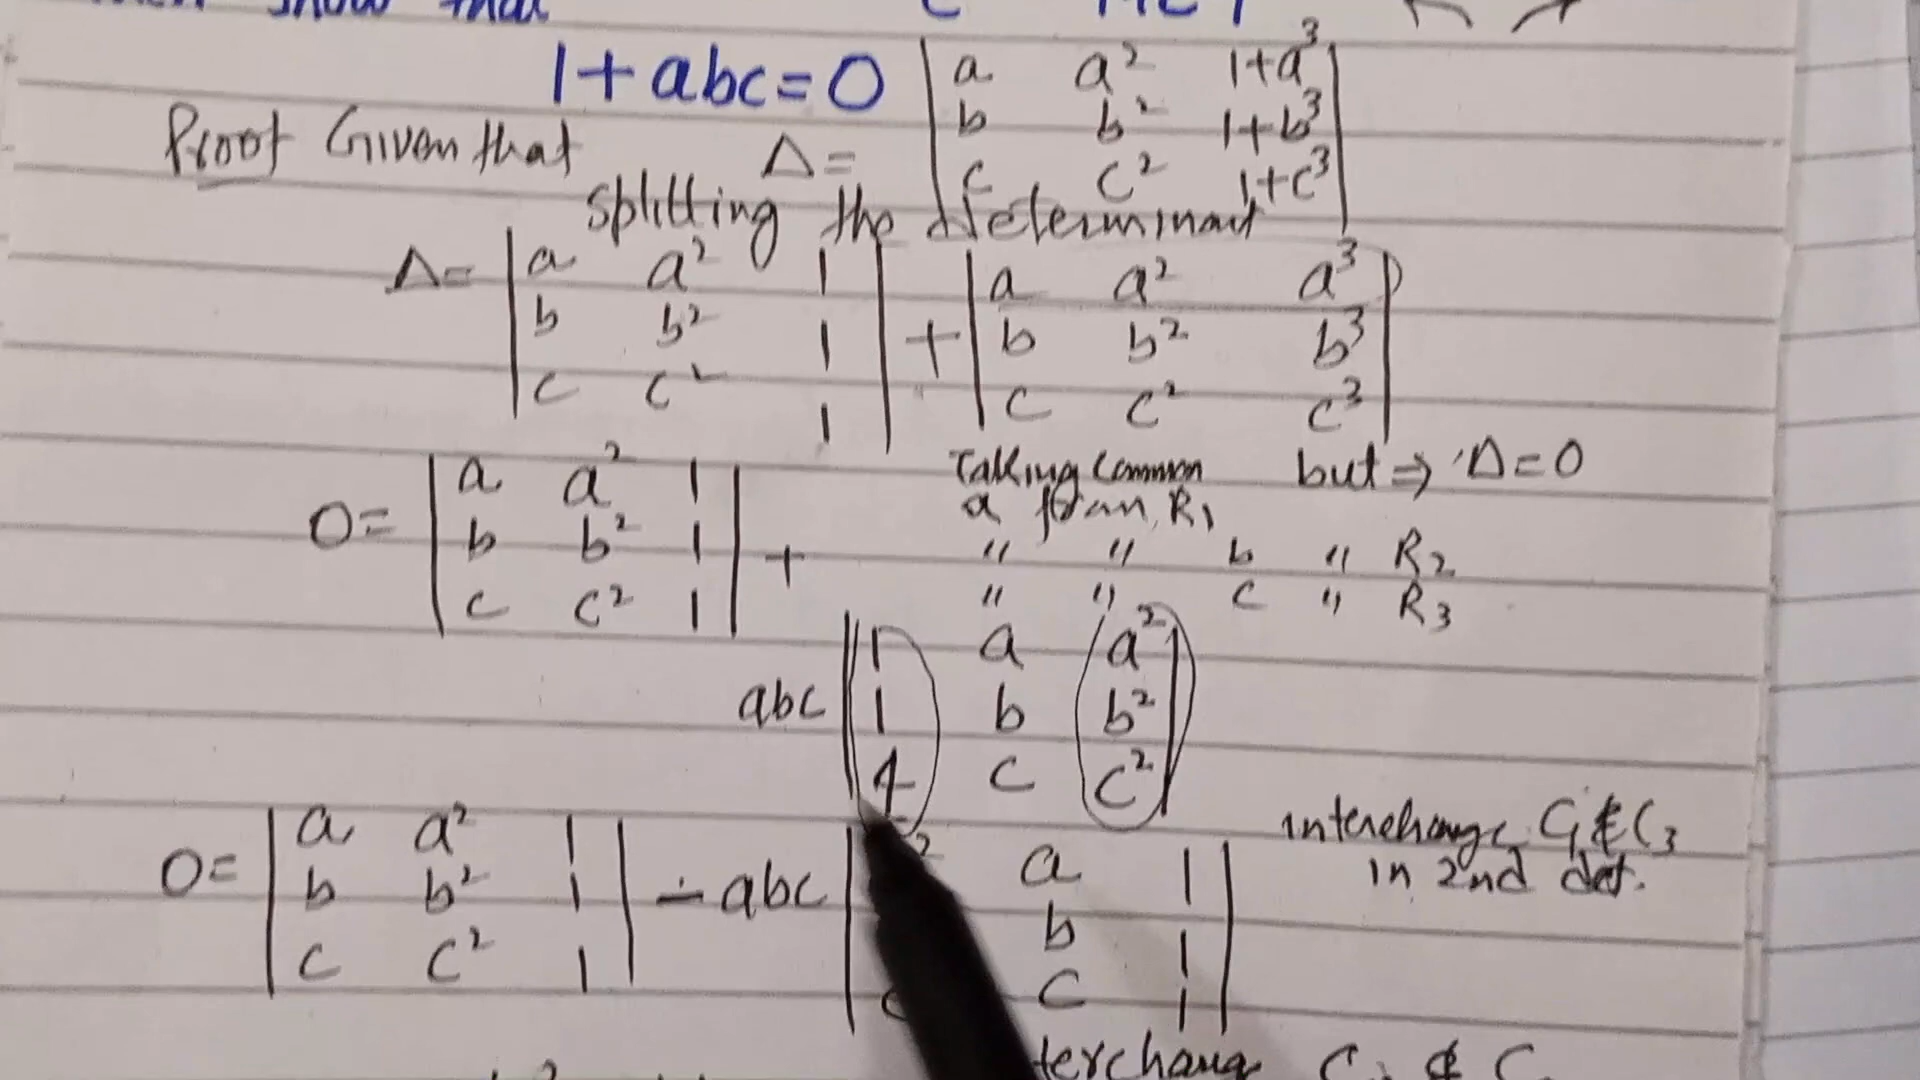 show that
1+abc=0
Proof Given that Δ= | a a² 1+a³ |
| b b² 1+b³ |
| c c² 1+c³ |
splitting the determinant
Δ= | a a² 1 | + | a a² a³ |
| b b² 1 | | b b² b³ |
| c c² 1 | | c c² c³ |
Taking common but ⇒ Δ=0
a from R₁
" " b " R₂
" " c " R₃
0= | a a² 1 | +
| b b² 1 |
| c c² 1 |
abc | 1 a a² |
| 1 b b² |
| 1 c c² |
interchange C₁ & C₃
in 2nd det.
0= | a a² 1 | - abc | ² a 1 |
| b b² 1 | | b 1 |
| c c² 1 | | c 1 |